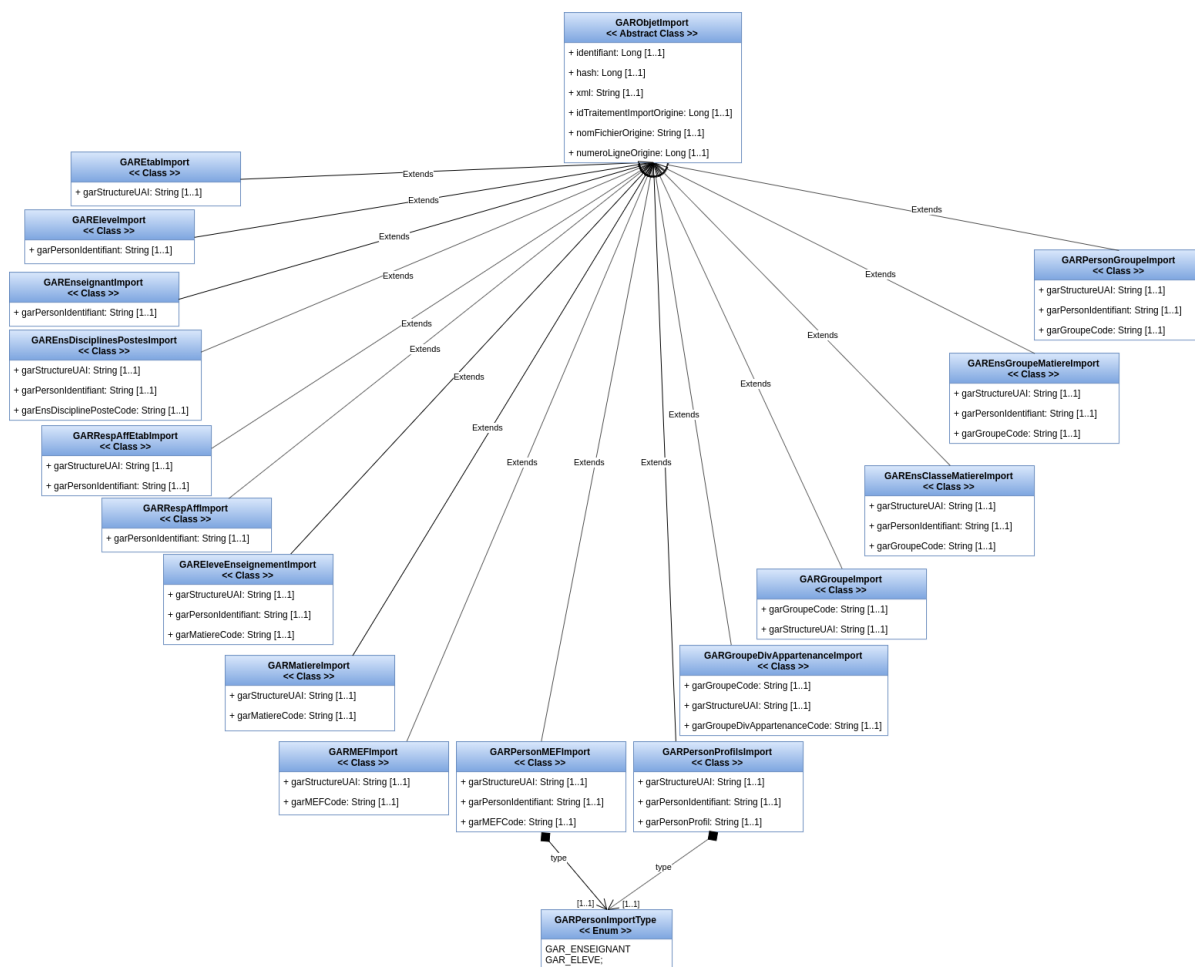 GARObjetImport
<< Abstract Class >>
+ identifiant: Long [1..1]
+ hash: Long [1..1]
+ xml: String [1..1]
+ idTraitementImportOrigine: Long [1..1]
+ nomFichierOrigine: String [1..1]
+ numeroLigneOrigine: Long [1..1]
GAREtabImport
<< Class >>
+ garStructureUAI: String [1..1]
Extends
GAREleveImport
<< Class >>
+ garPersonIdentifiant: String [1..1]
Extends
GAREnseignantImport
<< Class >>
+ garPersonIdentifiant: String [1..1]
Extends
GAREnsDisciplinesPostesImport
<< Class >>
+ garStructureUAI: String [1..1]
+ garPersonIdentifiant: String [1..1]
+ garEnsDisciplinePosteCode: String [1..1]
Extends
GARRespAffEtabImport
<< Class >>
+ garStructureUAI: String [1..1]
+ garPersonIdentifiant: String [1..1]
Extends
GARRespAffImport
<< Class >>
+ garPersonIdentifiant: String [1..1]
Extends
GAREleveEnseignementImport
<< Class >>
+ garStructureUAI: String [1..1]
+ garPersonIdentifiant: String [1..1]
+ garMatiereCode: String [1..1]
Extends
GARMatiereImport
<< Class >>
+ garStructureUAI: String [1..1]
+ garMatiereCode: String [1..1]
Extends
GARMEFImport
<< Class >>
+ garStructureUAI: String [1..1]
+ garMEFCode: String [1..1]
Extends
GARPersonMEFImport
<< Class >>
+ garStructureUAI: String [1..1]
+ garPersonIdentifiant: String [1..1]
+ garMEFCode: String [1..1]
Extends
GARPersonProfilsImport
<< Class >>
+ garStructureUAI: String [1..1]
+ garPersonIdentifiant: String [1..1]
+ garPersonProfil: String [1..1]
Extends
GARGroupeDivAppartenanceImport
<< Class >>
+ garGroupeCode: String [1..1]
+ garStructureUAI: String [1..1]
+ garGroupeDivAppartenanceCode: String [1..1]
Extends
GARGroupeImport
<< Class >>
+ garGroupeCode: String [1..1]
+ garStructureUAI: String [1..1]
Extends
GAREnsClasseMatiereImport
<< Class >>
+ garStructureUAI: String [1..1]
+ garPersonIdentifiant: String [1..1]
+ garGroupeCode: String [1..1]
Extends
GAREnsGroupeMatiereImport
<< Class >>
+ garStructureUAI: String [1..1]
+ garPersonIdentifiant: String [1..1]
+ garGroupeCode: String [1..1]
Extends
GARPersonGroupeImport
<< Class >>
+ garStructureUAI: String [1..1]
+ garPersonIdentifiant: String [1..1]
+ garGroupeCode: String [1..1]
Extends
type
type
[1..1]
[1..1]
GARPersonImportType
<< Enum >>
GAR_ENSEIGNANT
GAR_ELEVE;